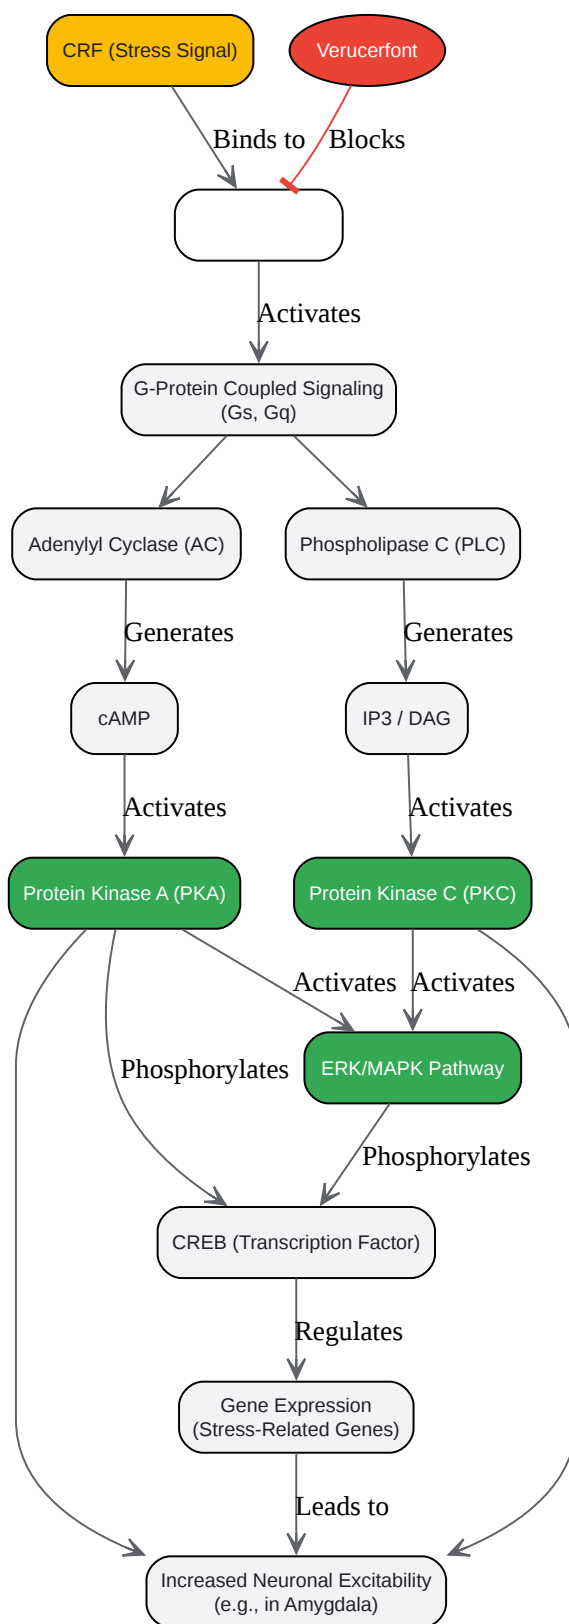 CRF (Stress Signal)
Verucerfont
Binds to
Blocks
Activates
G-Protein Coupled Signaling
(Gs, Gq)
Adenylyl Cyclase (AC)
Phospholipase C (PLC)
Generates
Generates
cAMP
IP3 / DAG
Activates
Activates
Protein Kinase A (PKA)
Protein Kinase C (PKC)
Activates
Activates
Phosphorylates
ERK/MAPK Pathway
Phosphorylates
CREB (Transcription Factor)
Regulates
Gene Expression
(Stress-Related Genes)
Leads to
Increased Neuronal Excitability
(e.g., in Amygdala)